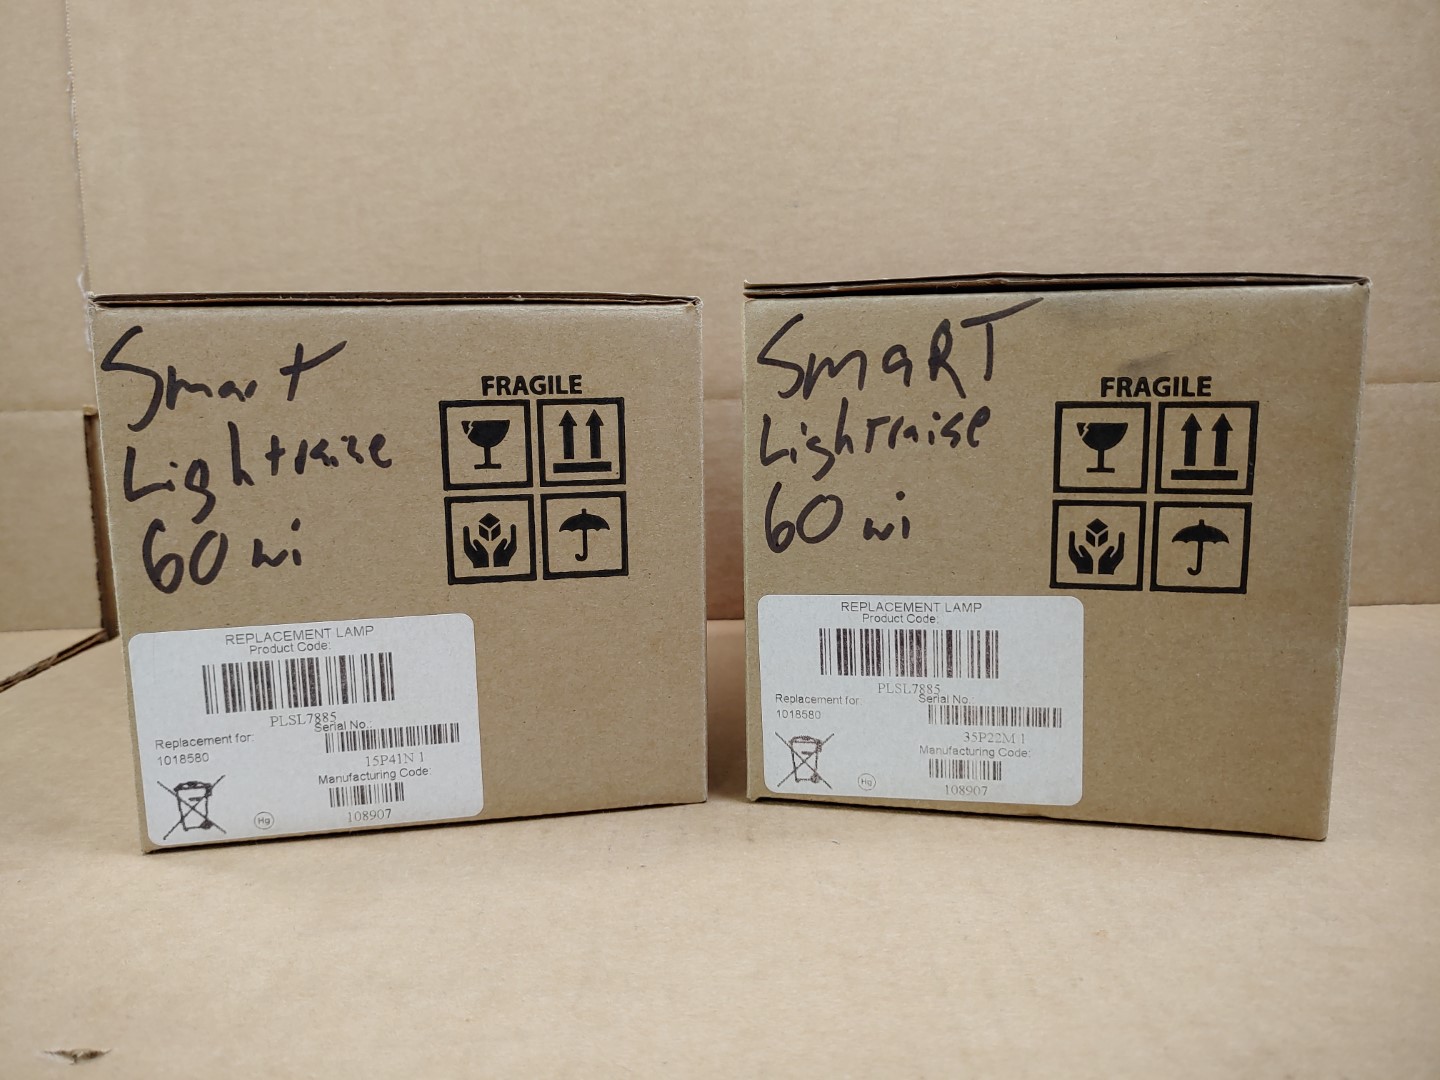 Smart
Lightraise
60 wi
FRAGILE
REPLACEMENT LAMP
Product Code:
PLSL7885
Serial No.:
Replacement for:
1018580
15P41N 1
Manufacturing Code:
Hg
108907
SMaRT
Lightraise
60 wi
FRAGILE
REPLACEMENT LAMP
Product Code:
PLSL7885
Replacement for:
Serial No.:
1018580
35P22M 1
Manufacturing Code:
Hg
108907